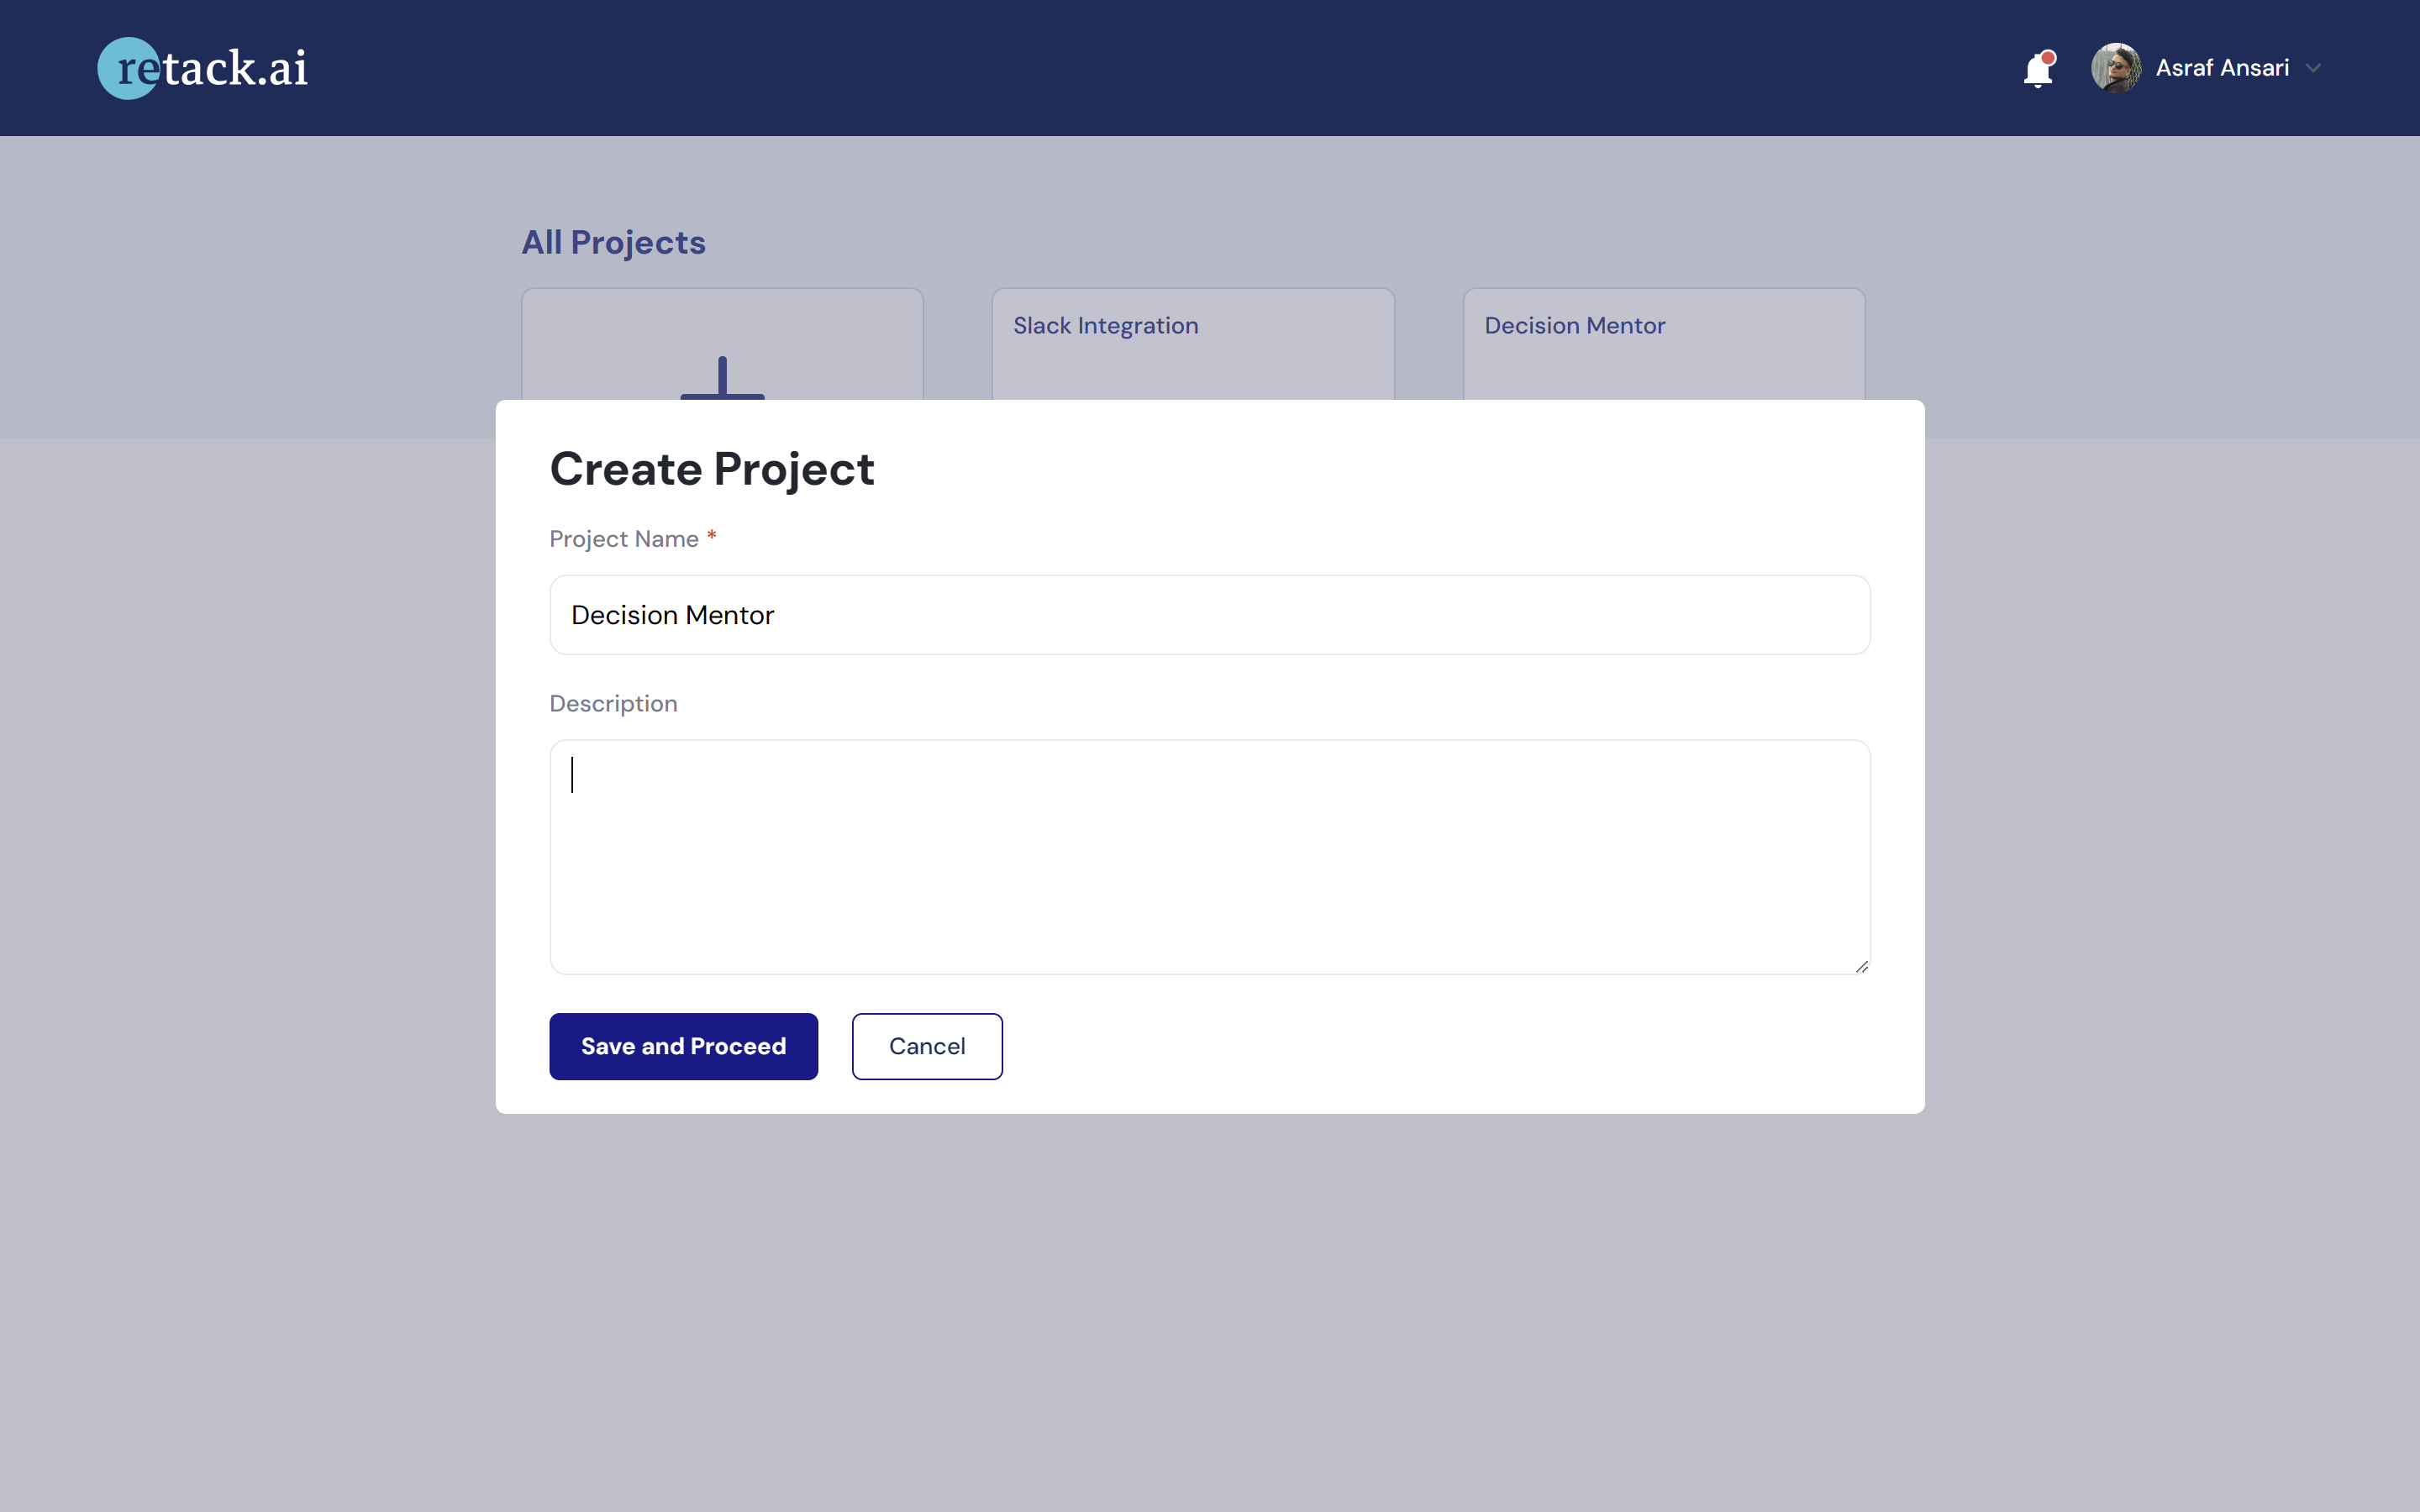 retack.ai
Asraf Ansari
All Projects
Slack Integration
Decision Mentor
Create Project
Project Name *
Decision Mentor
Description
Save and Proceed
Cancel